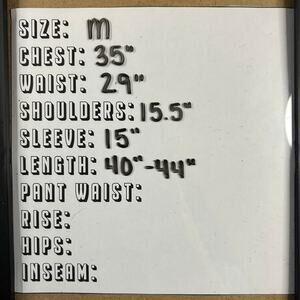 SIZE: M
CHEST: 35"
WAIST: 29"
SHOULDERS: 15.5"
SLEEVE: 15"
LENGTH: 40"-44"
PANT WAIST:
RISE:
HIPS:
INSEAM: